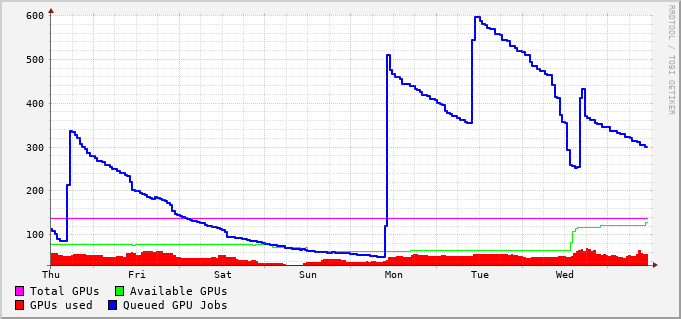 600
500
400
300
200
100
Thu Fri Sat Sun Mon Tue Wed
RRDTOOL / TOBI OETIKER
Total GPUs Available GPUs
GPUs used Queued GPU Jobs